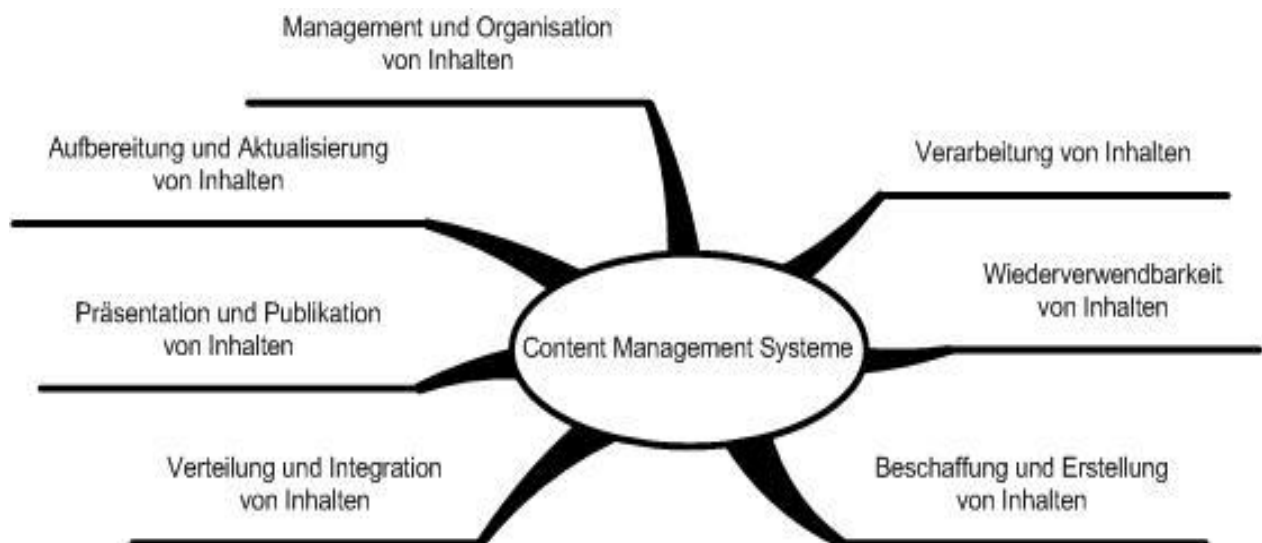 Management und Organisation
von Inhalten
Aufbereitung und Aktualisierung
von Inhalten
Verarbeitung von Inhalten
Wiederverwendbarkeit
von Inhalten
Präsentation und Publikation
von Inhalten
Content Management Systeme
Verteilung und Integration
von Inhalten
Beschaffung und Erstellung
von Inhalten